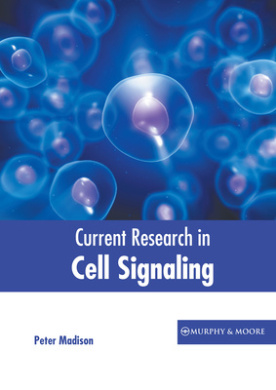 Current Research in
Cell Signaling
MURPHY & MOORE
Peter Madison